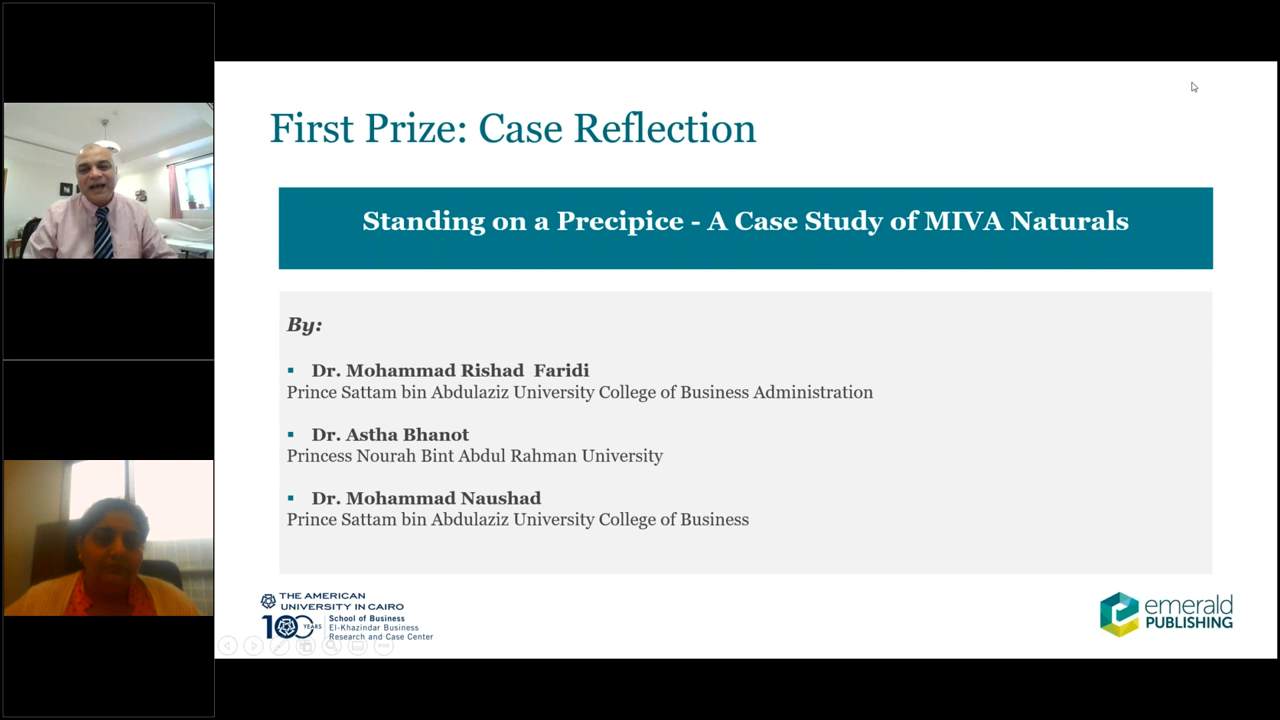 First Prize: Case Reflection
Standing on a Precipice - A Case Study of MIVA Naturals
By:
Dr. Mohammad Rishad Faridi
Prince Sattam bin Abdulaziz University College of Business Administration
Dr. Astha Bhanot
Princess Nourah Bint Abdul Rahman University
Dr. Mohammad Naushad
Prince Sattam bin Abdulaziz University College of Business
THE AMERICAN
UNIVERSITY IN CAIRO
100 YEARS
School of Business
El-Khazindar Business
Research and Case Center
emerald
PUBLISHING